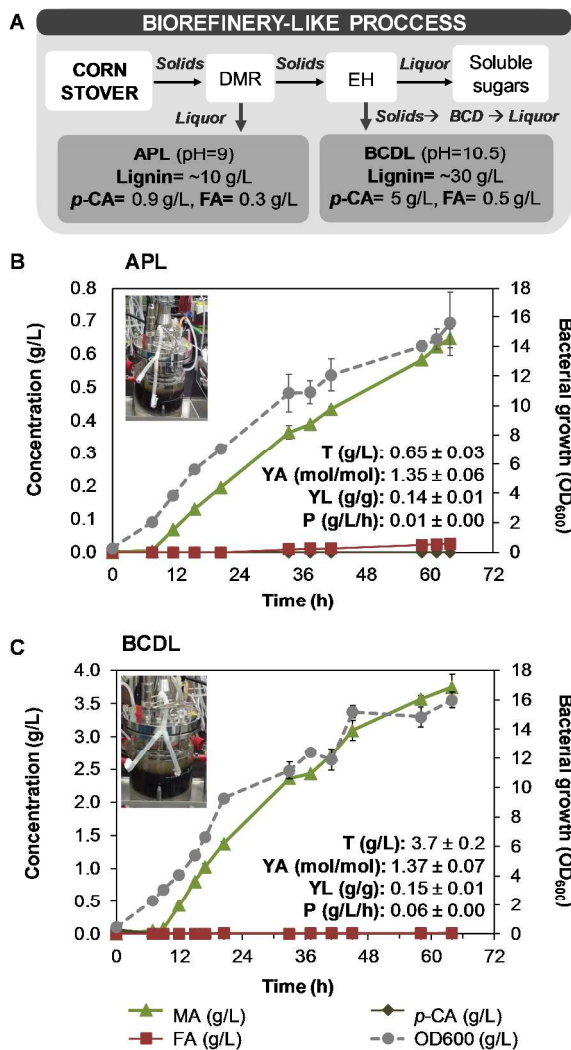 A
BIOREFINERY-LIKE PROCCESS
CORN STOVER
Solids
DMR
Solids
EH
Liquor
Soluble sugars
Liquor
Solids→ BCD → Liquor
APL (pH=9)
Lignin= ~10 g/L
p-CA= 0.9 g/L, FA= 0.3 g/L
BCDL (pH=10.5)
Lignin= ~30 g/L
p-CA= 5 g/L, FA= 0.5 g/L
B
APL
Concentration (g/L)
0.8
0.7
0.6
0.5
0.4
0.3
0.2
0.1
0.0
18
16
14
12
10
8
6
4
2
0
Bacterial growth (OD600)
T (g/L): 0.65 ± 0.03
YA (mol/mol): 1.35 ± 0.06
YL (g/g): 0.14 ± 0.01
P (g/L/h): 0.01 ± 0.00
0 12 24 36 48 60 72
Time (h)
C
BCDL
Concentration (g/L)
4.0
3.5
3.0
2.5
2.0
1.5
1.0
0.5
0.0
18
16
14
12
10
8
6
4
2
0
Bacterial growth (OD600)
T (g/L): 3.7 ± 0.2
YA (mol/mol): 1.37 ± 0.07
YL (g/g): 0.15 ± 0.01
P (g/L/h): 0.06 ± 0.00
0 12 24 36 48 60 72
Time (h)
MA (g/L)
p-CA (g/L)
FA (g/L)
OD600 (g/L)